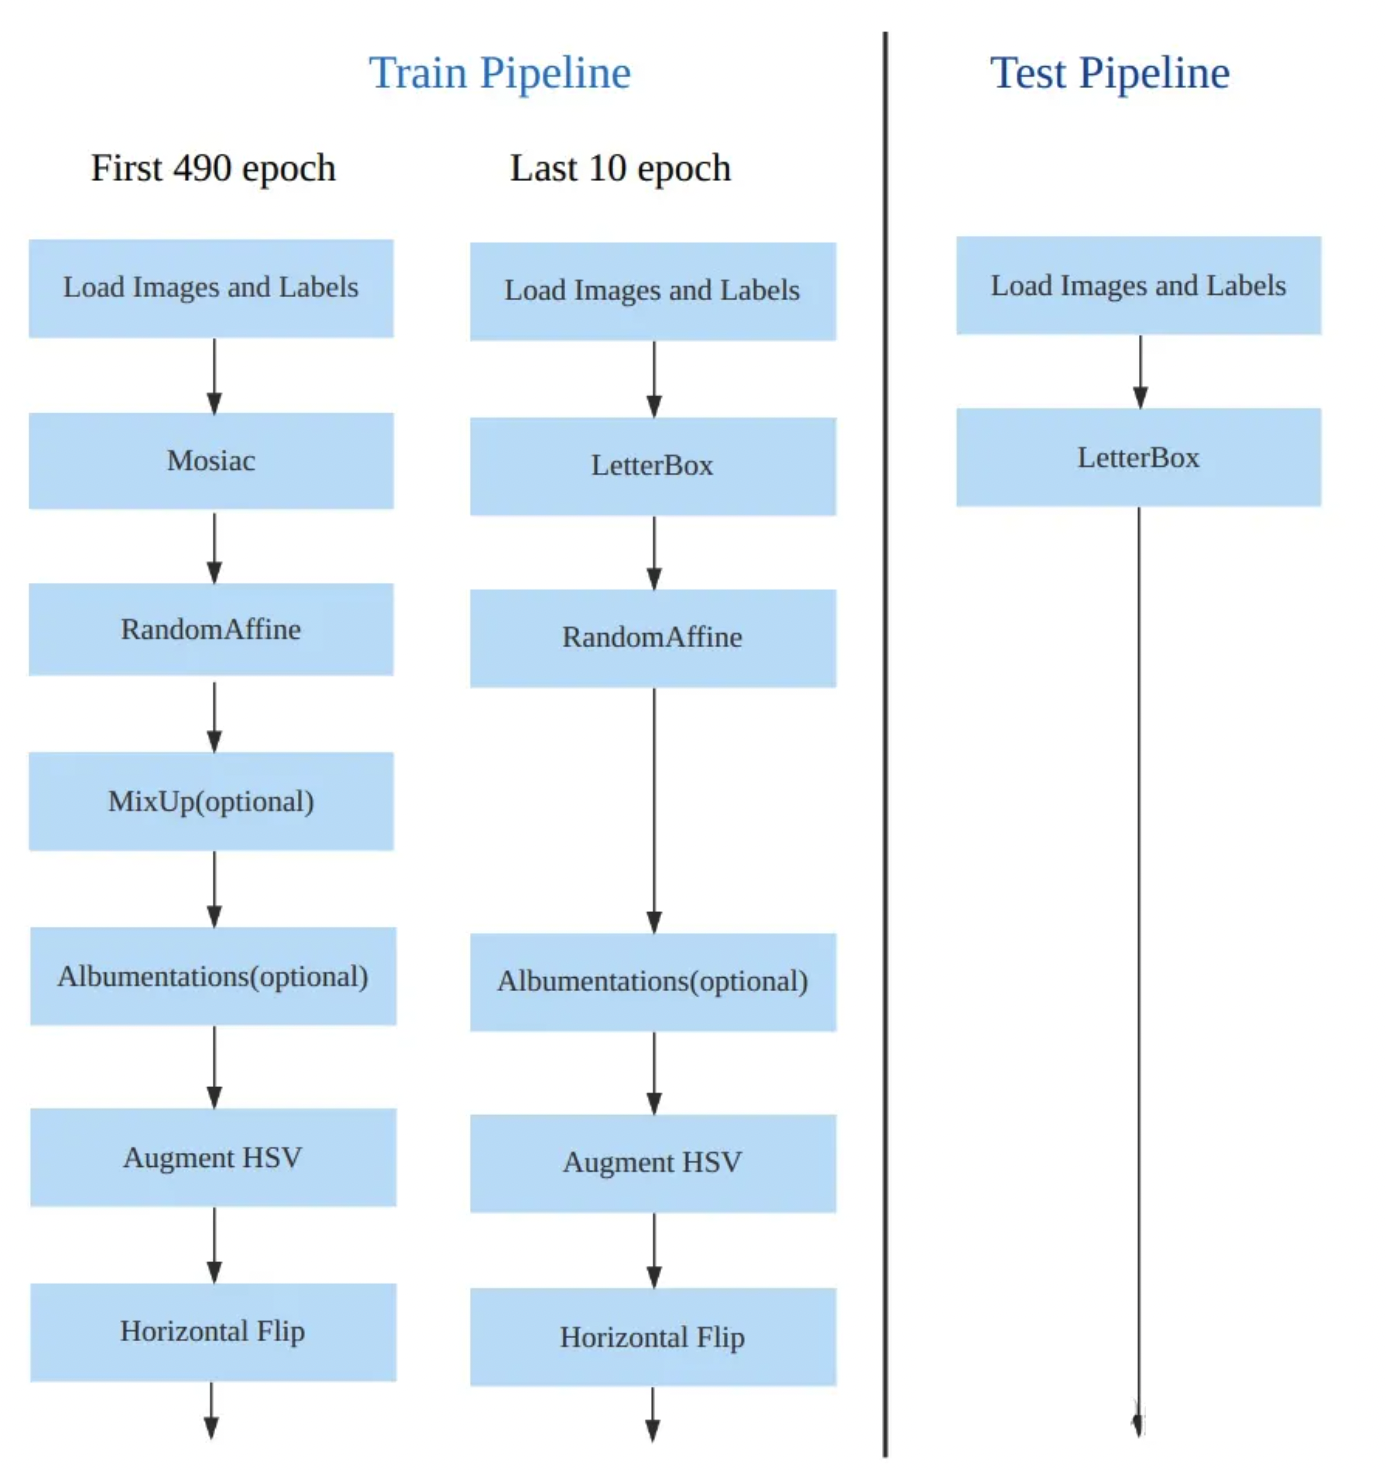 Train Pipeline
Test Pipeline
First 490 epoch
Last 10 epoch
Load Images and Labels
Mosiac
RandomAffine
MixUp(optional)
Albumentations(optional)
Augment HSV
Horizontal Flip
Load Images and Labels
LetterBox
RandomAffine
Albumentations(optional)
Augment HSV
Horizontal Flip
Load Images and Labels
LetterBox